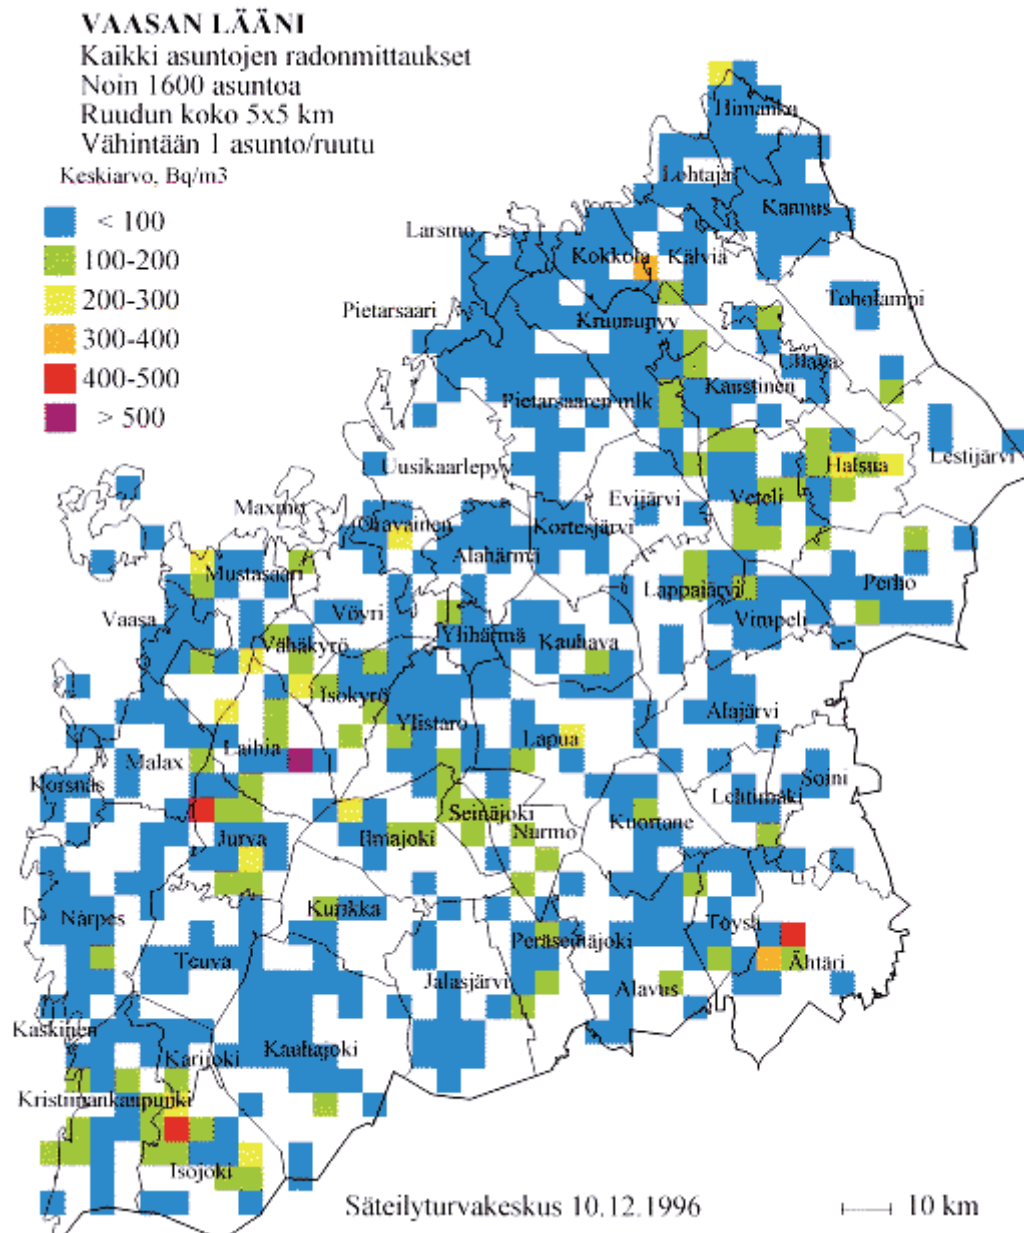 VAASAN LÄÄNI
Kaikki asuntojen radonmittaukset
Noin 1600 asuntoa
Ruudun koko 5x5 km
Vähintään 1 asunto/ruutu
Keskiarvo, Bq/m3
< 100
100-200
200-300
300-400
400-500
> 500
Himanka
Lohtaja
Kannus
Larsmo
Kokkola
Kälviä
Toholampi
Pietarsaari
Kruunupyy
Ullava
Kaustinen
Pietarsaaren mlk
Uusikaarlepyy
Halsua
Lestijärvi
Evijärvi
Veteli
Maxmo
Oravainen
Kortesjärvi
Alahärmä
Mustasaari
Lappajärvi
Perho
Vaasa
Vöyri
Vimpeli
Ylihärmä
Kauhava
Vähäkyrö
Isokyrö
Alajärvi
Ylistaro
Lapua
Laihia
Malax
Korsnäs
Soini
Lehtimäki
Seinäjoki
Nurmo
Kuortane
Jurva
Ilmajoki
Kurikka
Närpes
Töysä
Peräseinäjoki
Teuva
Ähtäri
Jalasjärvi
Alavus
Kaskinen
Karijoki
Kauhajoki
Kristiinankaupunki
Isojoki
Säteilyturvakeskus 10.12.1996
10 km